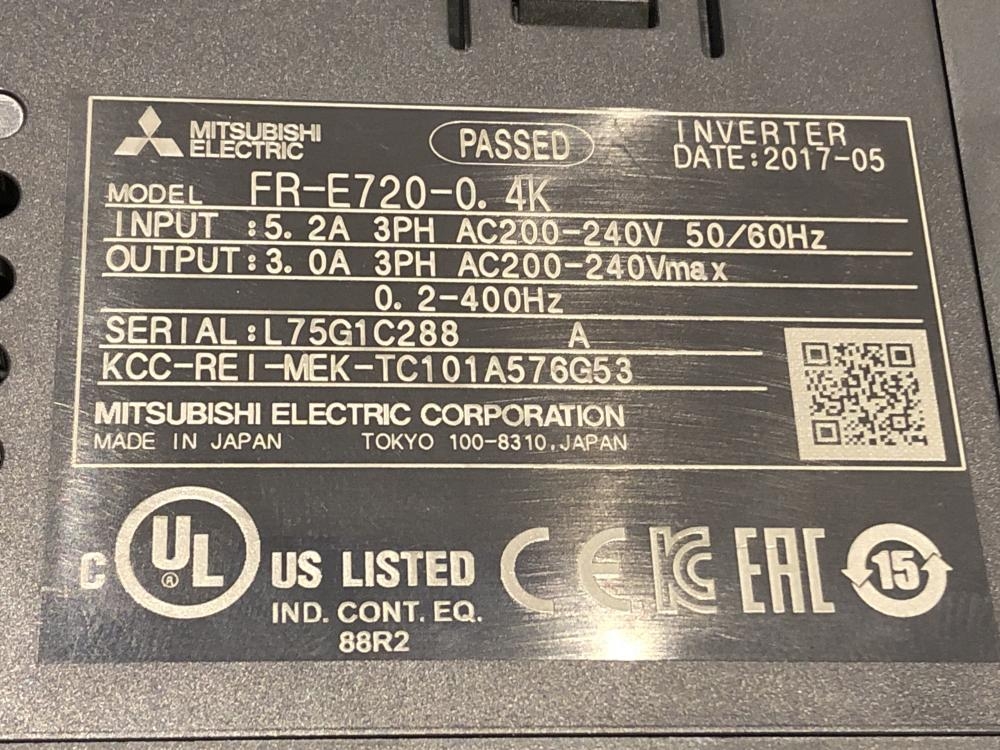 MITSUBISHI
ELECTRIC
PASSED
INVERTER
DATE:2017-05
MODEL FR-E720-0.4K
INPUT :5.2A 3PH AC200-240V 50/60Hz
OUTPUT:3.0A 3PH AC200-240Vmax
0.2-400Hz
SERIAL:L75G1C288 A
KCC-REI-MEK-TC101A576G53
MITSUBISHI ELECTRIC CORPORATION
MADE IN JAPAN TOKYO 100-8310,JAPAN
C UL® US LISTED CE KC EAC 15
IND. CONT. EQ.
88R2